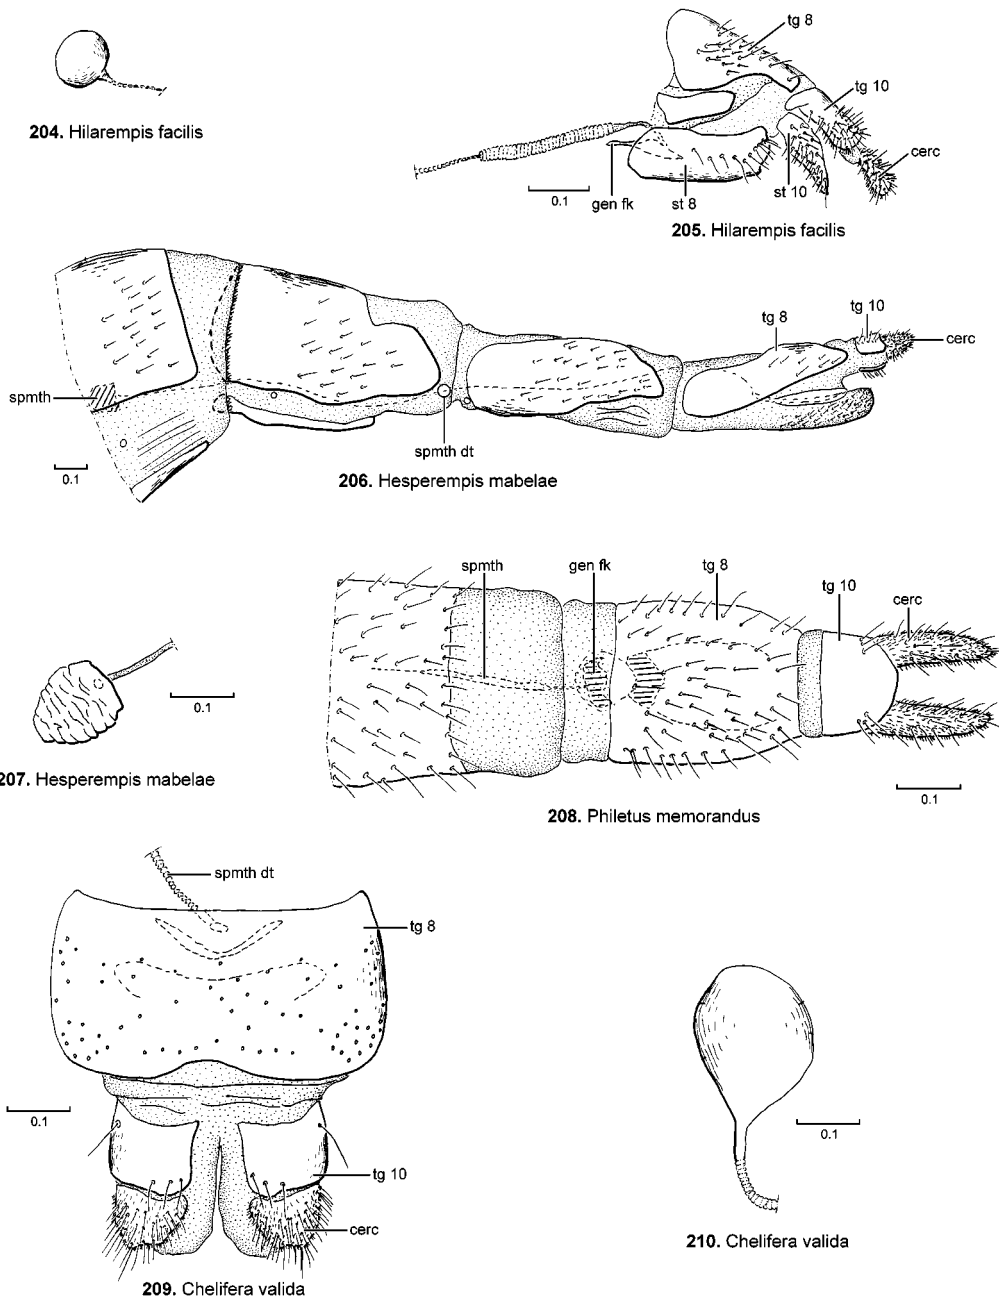 204. Hilarempis facilis
tg 8
tg 10
cerc
0.1
gen fk
st 8
st 10
205. Hilarempis facilis
spmth
0.1
spmth dt
tg 8
tg 10
cerc
206. Hesperempis mabelae
0.1
207. Hesperempis mabelae
spmth
gen fk
tg 8
tg 10
cerc
0.1
208. Philetus memorandus
spmth dt
tg 8
0.1
tg 10
cerc
209. Chelifera valida
0.1
210. Chelifera valida